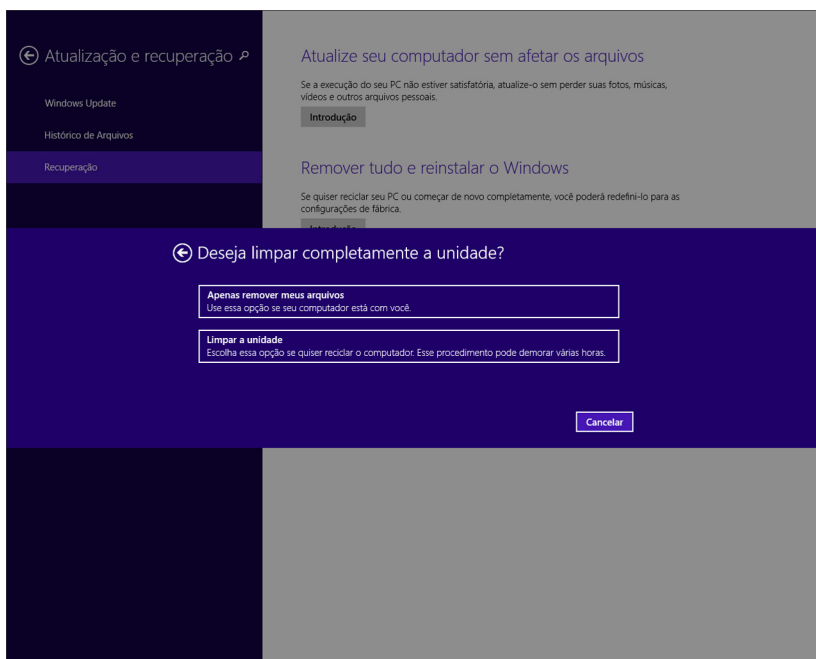 Atualização e recuperação
Windows Update
Histórico de Arquivos
Recuperação
Atualize seu computador sem afetar os arquivos
Se a execução do seu PC não estiver satisfatória, atualize-o sem perder suas fotos, músicas,
vídeos e outros arquivos pessoais.
Introdução
Remover tudo e reinstalar o Windows
Se quiser reciclar seu PC ou começar de novo completamente, você poderá redefini-lo para as
configurações de fábrica.
Deseja limpar completamente a unidade?
Apenas remover meus arquivos
Use essa opção se seu computador está com você.
Limpar a unidade
Escolha essa opção se quiser reciclar o computador. Esse procedimento pode demorar várias horas.
Cancelar